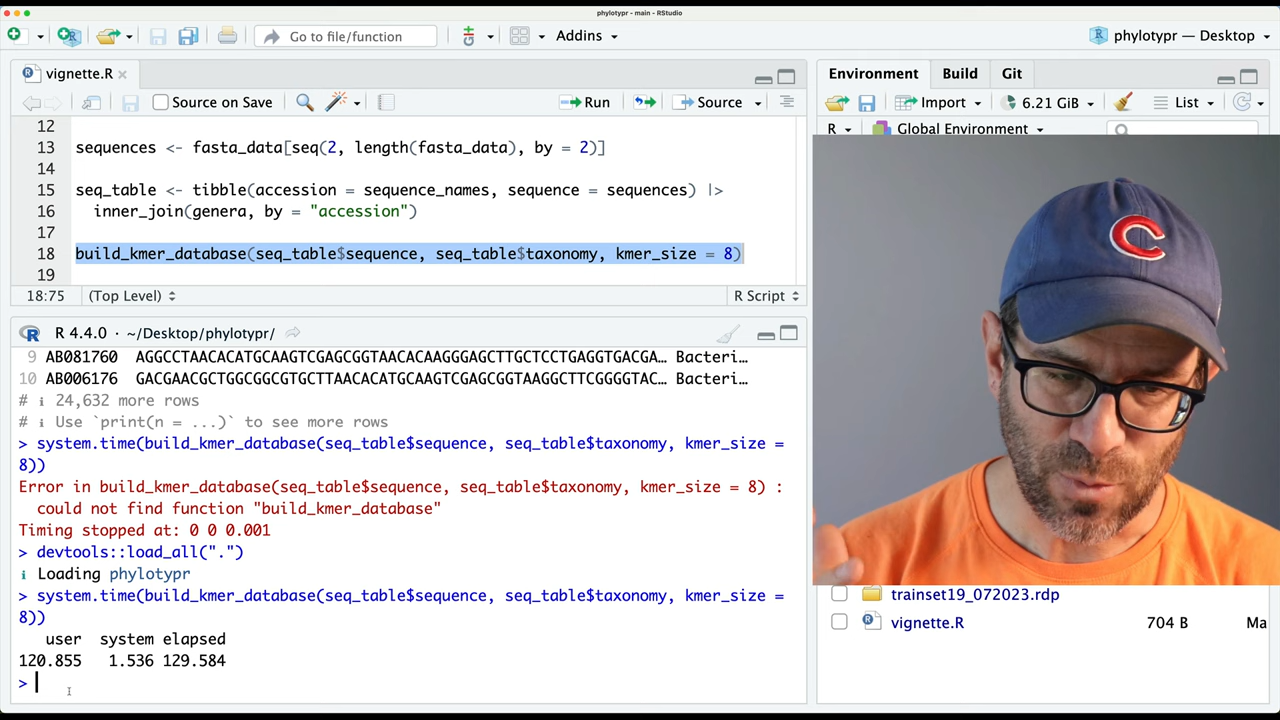 phylotypr - main - RStudio
Go to file/function
Addins
phylotypr — Desktop
vignette.R
Source on Save
Run
Source
12
13 sequences <- fasta_data[seq(2, length(fasta_data), by = 2)]
14
15 seq_table <- tibble(accession = sequence_names, sequence = sequences) |>
16 inner_join(genera, by = "accession")
17
18 build_kmer_database(seq_table$sequence, seq_table$taxonomy, kmer_size = 8)
19
18:75 (Top Level) R Script
R 4.4.0 · ~/Desktop/phylotypr/
9 AB081760 AGGCCTAACACATGCAAGTCGAGCGGTAACACAAGGGAGCTTGCTCCTGAGGTGACGA… Bacteri…
10 AB006176 GACGAACGCTGGCGGCGTGCTTAACACATGCAAGTCGAGCGGTAAGGCTTCGGGGTAC… Bacteri…
# ℹ 24,632 more rows
# ℹ Use `print(n = ...)` to see more rows
> system.time(build_kmer_database(seq_table$sequence, seq_table$taxonomy, kmer_size =
8))
Error in build_kmer_database(seq_table$sequence, seq_table$taxonomy, kmer_size = 8) :
could not find function "build_kmer_database"
Timing stopped at: 0 0 0.001
> devtools::load_all(".")
ℹ Loading phylotypr
> system.time(build_kmer_database(seq_table$sequence, seq_table$taxonomy, kmer_size =
8))
user system elapsed
120.855 1.536 129.584
>
Environment Build Git
Import 6.21 GiB List
R Global Environment
C
trainset19_072023.rdp
vignette.R 704 B Ma